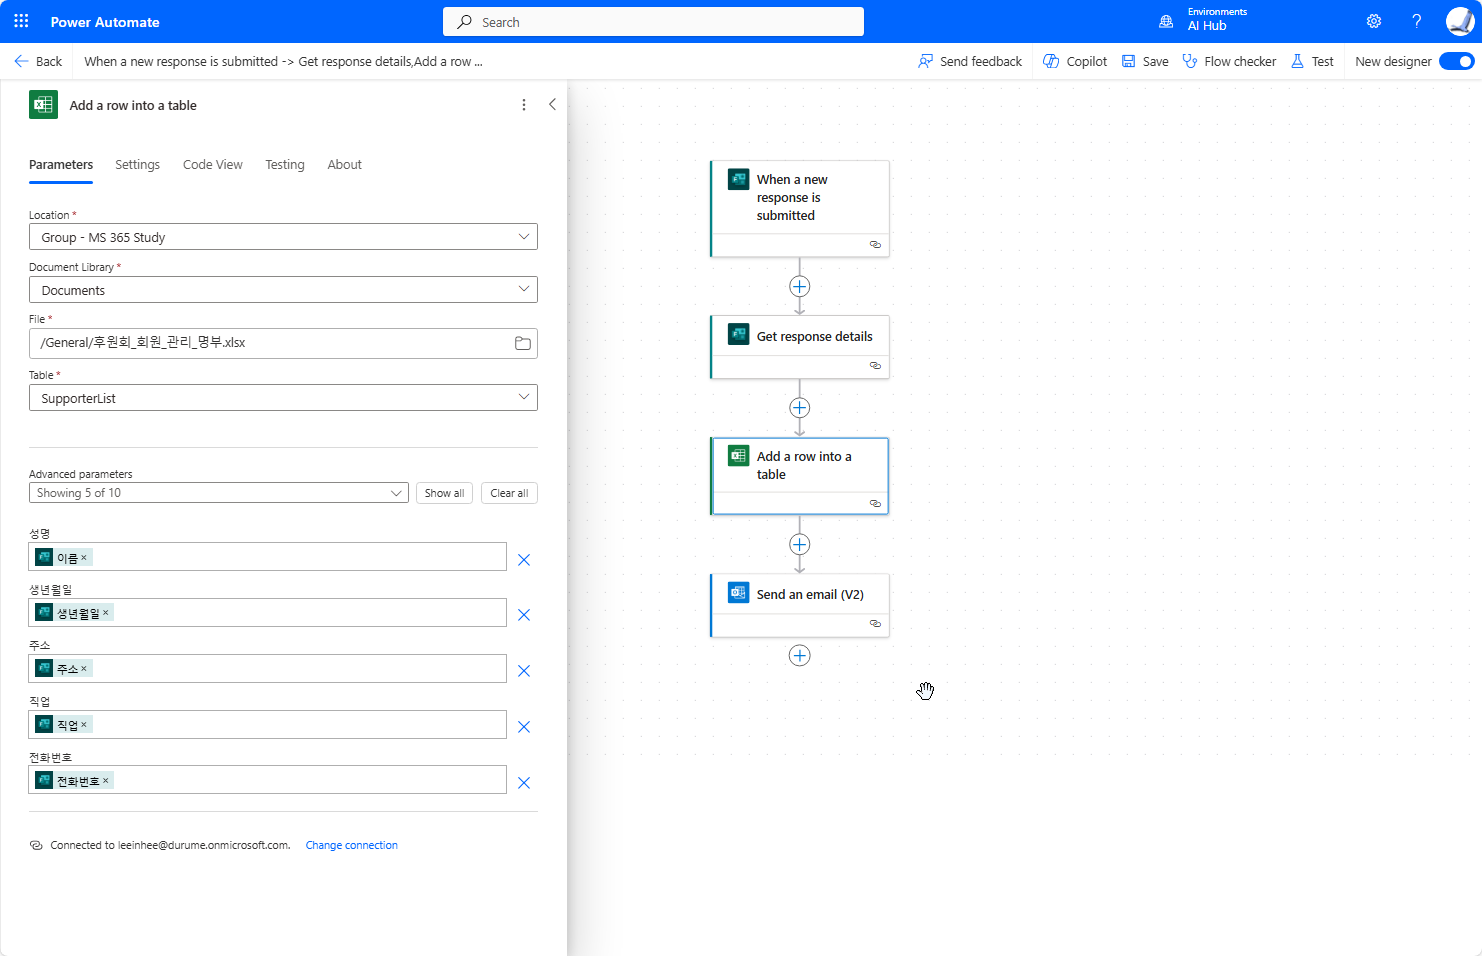 Power Automate
Search
Environments
AI Hub
?
Back
When a new response is submitted -> Get response details,Add a row ...
Send feedback
Copilot
Save
Flow checker
Test
New designer
Add a row into a table
Parameters
Settings
Code View
Testing
About
Location *
Group - MS 365 Study
Document Library *
Documents
File *
/General/후원회_회원_관리_명부.xlsx
Table *
SupporterList
Advanced parameters
Showing 5 of 10
Show all
Clear all
성명
이름 ×
생년월일
생년월일 ×
주소
주소 ×
직업
직업 ×
전화번호
전화번호 ×
Connected to leeinhee@durume.onmicrosoft.com.
Change connection
When a new
response is
submitted
Get response details
Add a row into a
table
Send an email (V2)